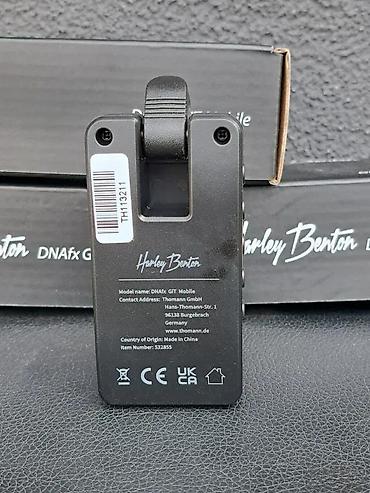 bile
Harley Benton
DNAfx G
Harley Benton
D
TH113211
Harley Benton
Model name: DNAfx GIT Mobile
Contact Address: Thomann GmbH
Hans-Thomann-Str. 1
96138 Burgebrach
Germany
www.thomann.de
Country of Origin: Made in China
Item Number: 532855
CE
UK
CA